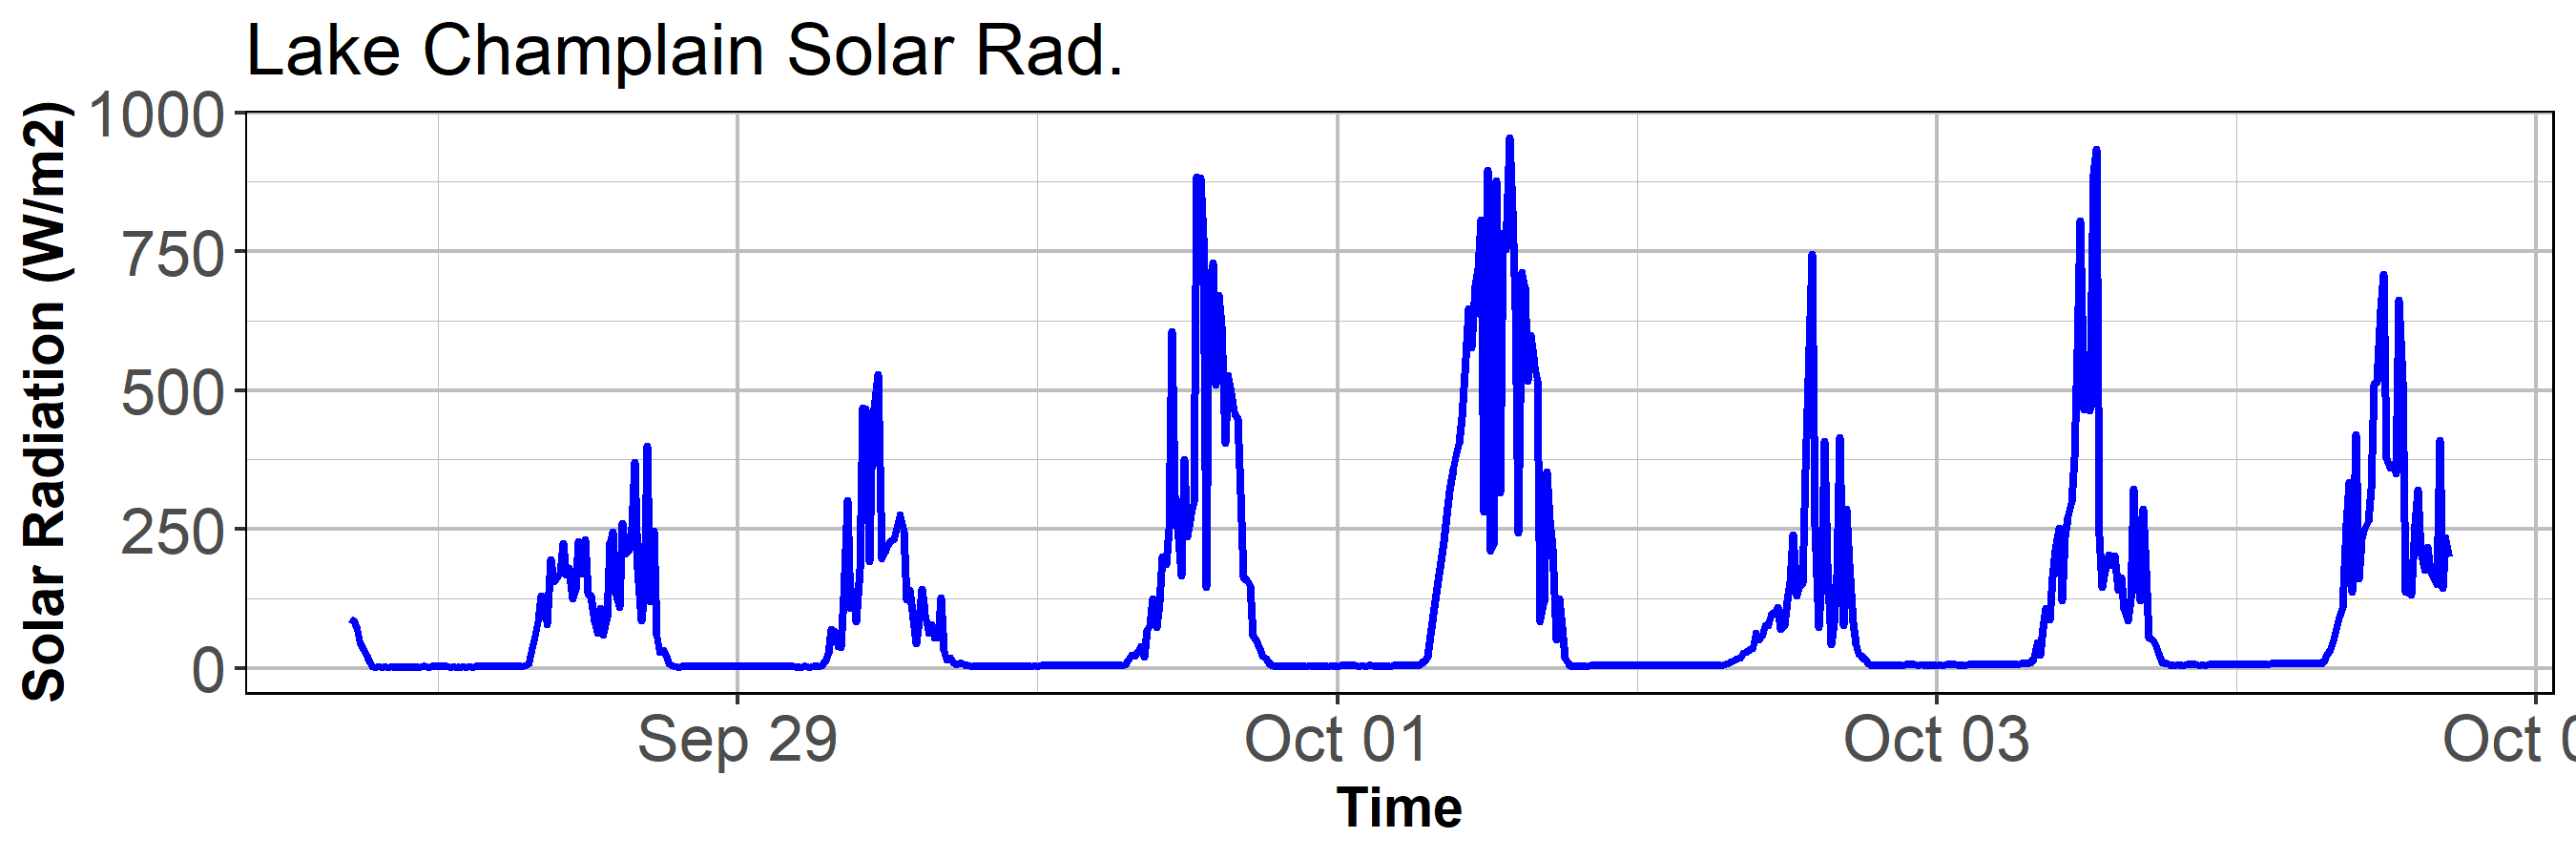 Lake Champlain Solar Rad.
Solar Radiation (W/m2)
1000
750
500
250
0
Sep 29
Oct 01
Oct 03
Oct
Time